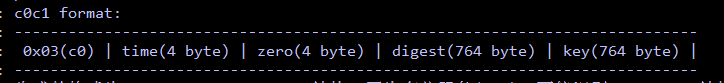 : c0c1 format:
: ------------------------------------------------------------------
:  0x03(c0) | time(4 byte) | zero(4 byte) | digest(764 byte) | key(764 byte) |
: ------------------------------------------------------------------